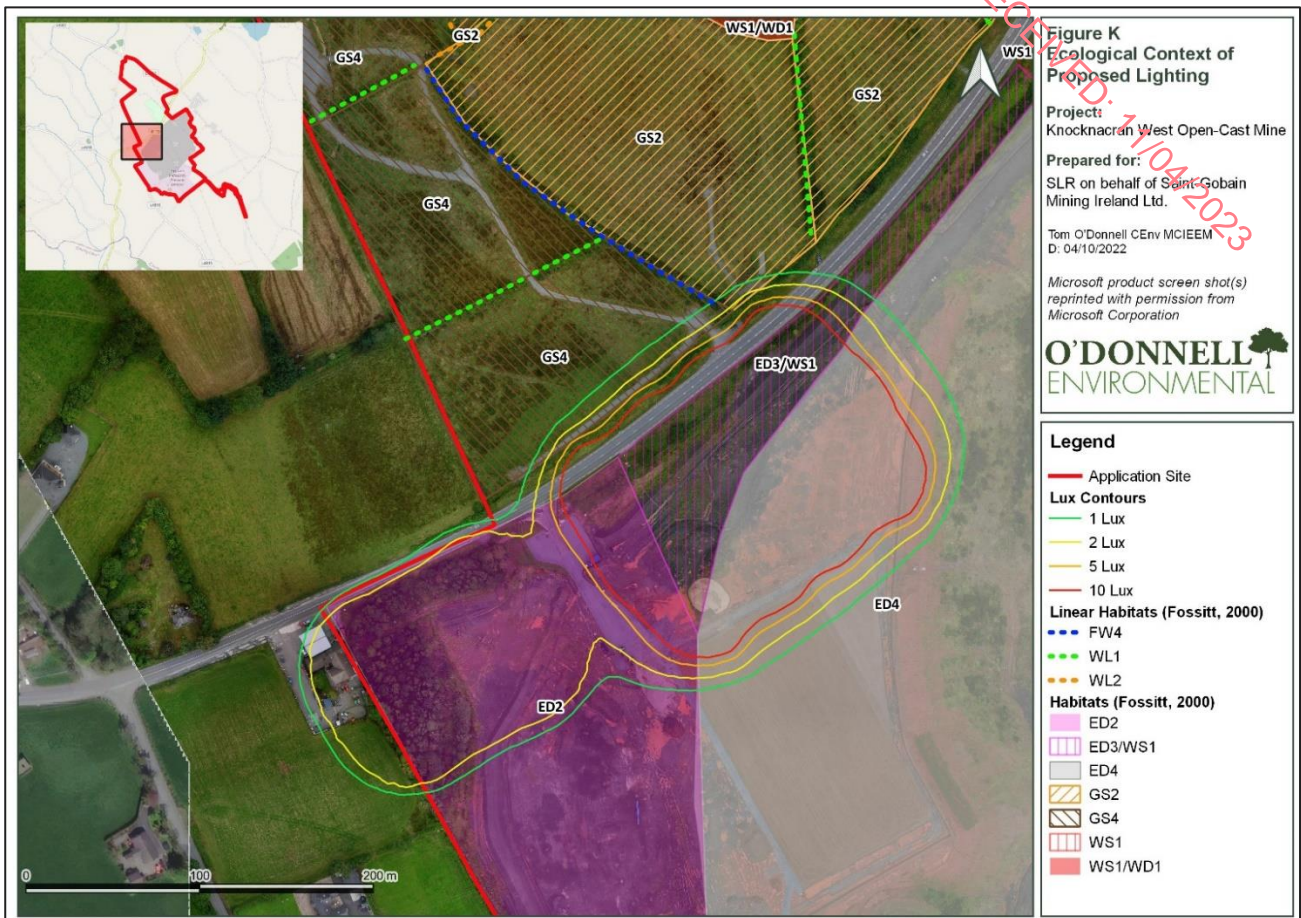 RECEIVED: 11/04/2023
Figure K
Ecological Context of
Proposed Lighting
Project:
Knocknacran West Open-Cast Mine
Prepared for:
SLR on behalf of Saint-Gobain
Mining Ireland Ltd.
Tom O'Donnell CEnv MCIEEM
D: 04/10/2022
Microsoft product screen shot(s)
reprinted with permission from
Microsoft Corporation
O'DONNELL
ENVIRONMENTAL
Legend
Application Site
Lux Contours
1 Lux
2 Lux
5 Lux
10 Lux
Linear Habitats (Fossitt, 2000)
FW4
WL1
WL2
Habitats (Fossitt, 2000)
ED2
ED3/WS1
ED4
GS2
GS4
WS1
WS1/WD1
GS2
WS1/WD1
WS1
GS4
GS2
GS2
GS4
GS4
ED3/WS1
ED4
ED2
0 100 200 m